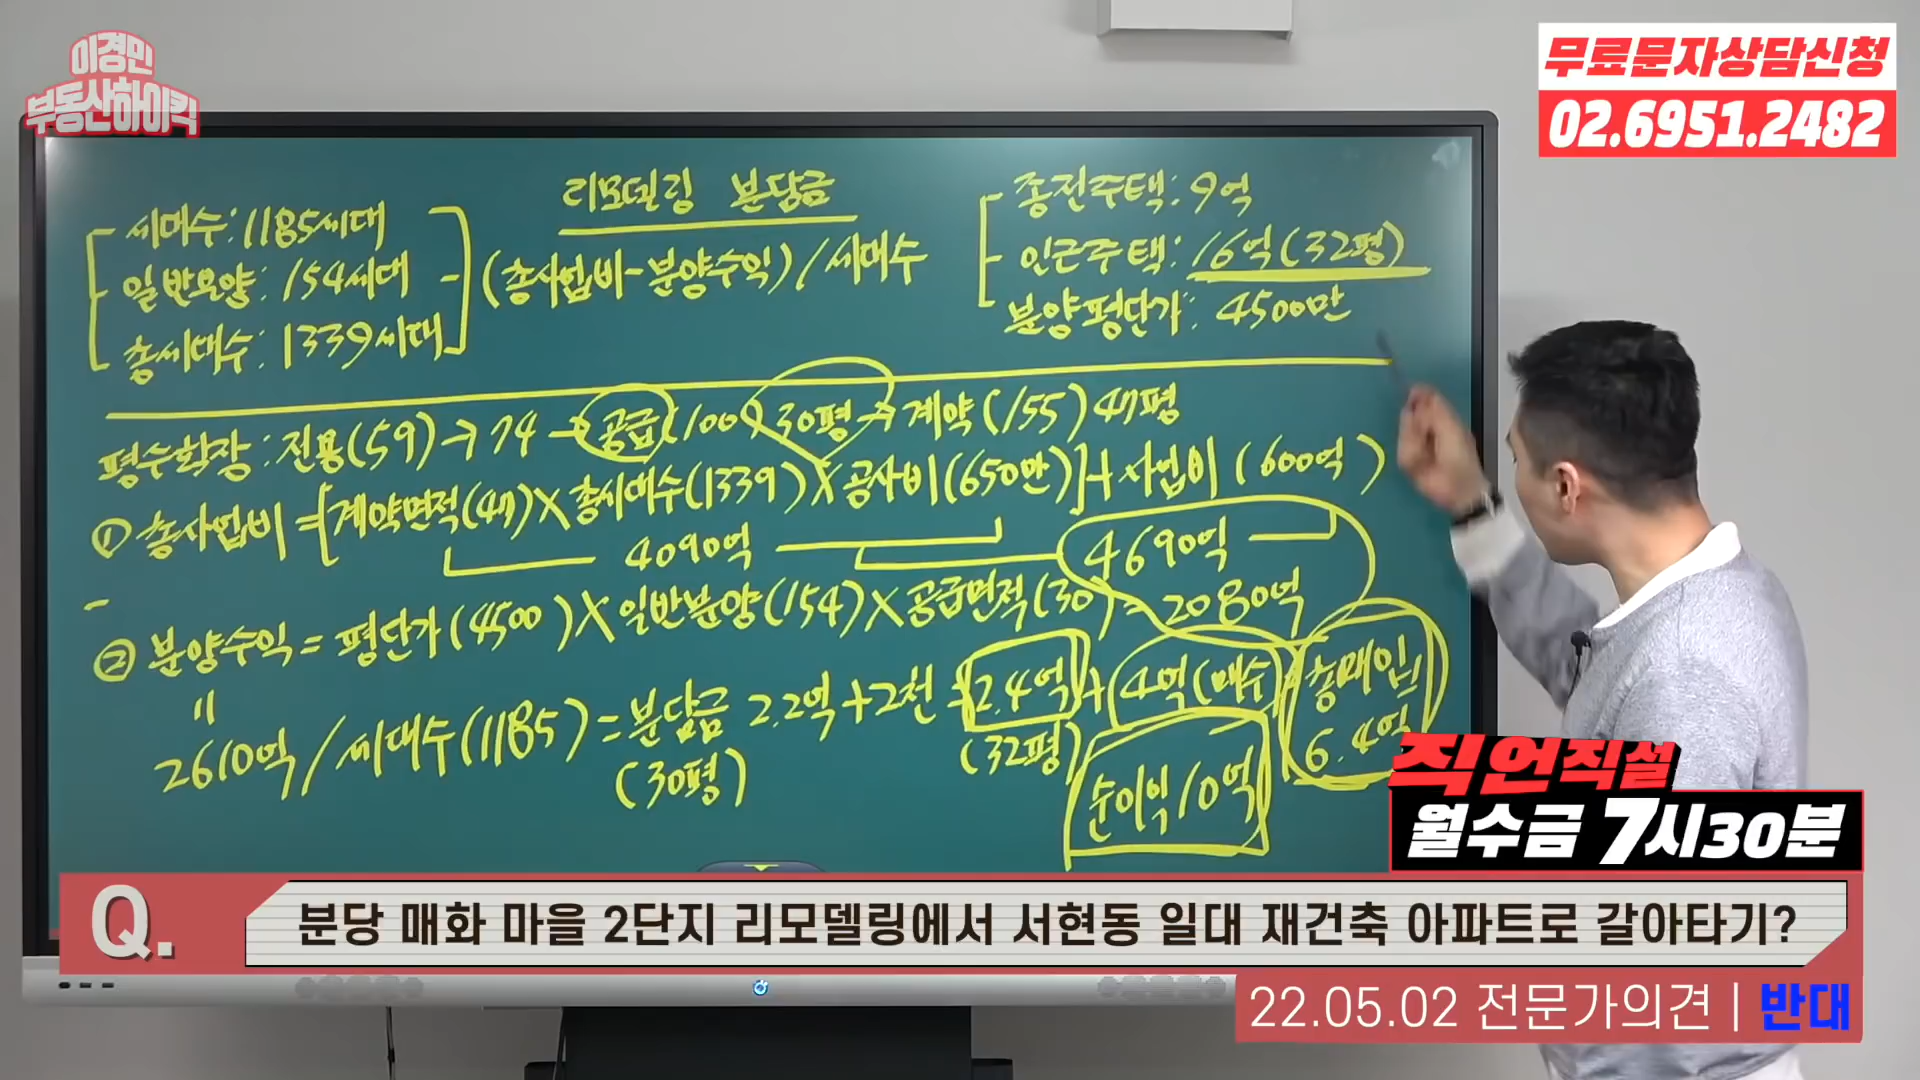 이경민
부동산하이킥
무료문자상담신청
02.6951.2482
리모델링 분담금
세대수: 1185세대
일반분양: 154세대
총세대수: 1339세대
(총사업비-분양수익)/세대수
종전주택: 9억
인근주택: 16억(32평)
분양평단가: 4500만
평수확장: 전용(59)→74→공급(100) 30평→계약(155)47평
① 총사업비=[계약면적(47)×총세대수(1339)×공사비(650만)]+사업비(600억)
4090억
4690억
-
② 분양수익=평단가(4500)×일반분양(154)×공급면적(30)=2080억
=
2610억/세대수(1185)=분담금 2.2억+2천=2.4억+4억(매수
총매입
6.4억
(30평)
(32평)
순이익10억
직언직설
월수금 7시30분
Q. 분당 매화 마을 2단지 리모델링에서 서현동 일대 재건축 아파트로 갈아타기?
22.05.02 전문가의견 | 반대